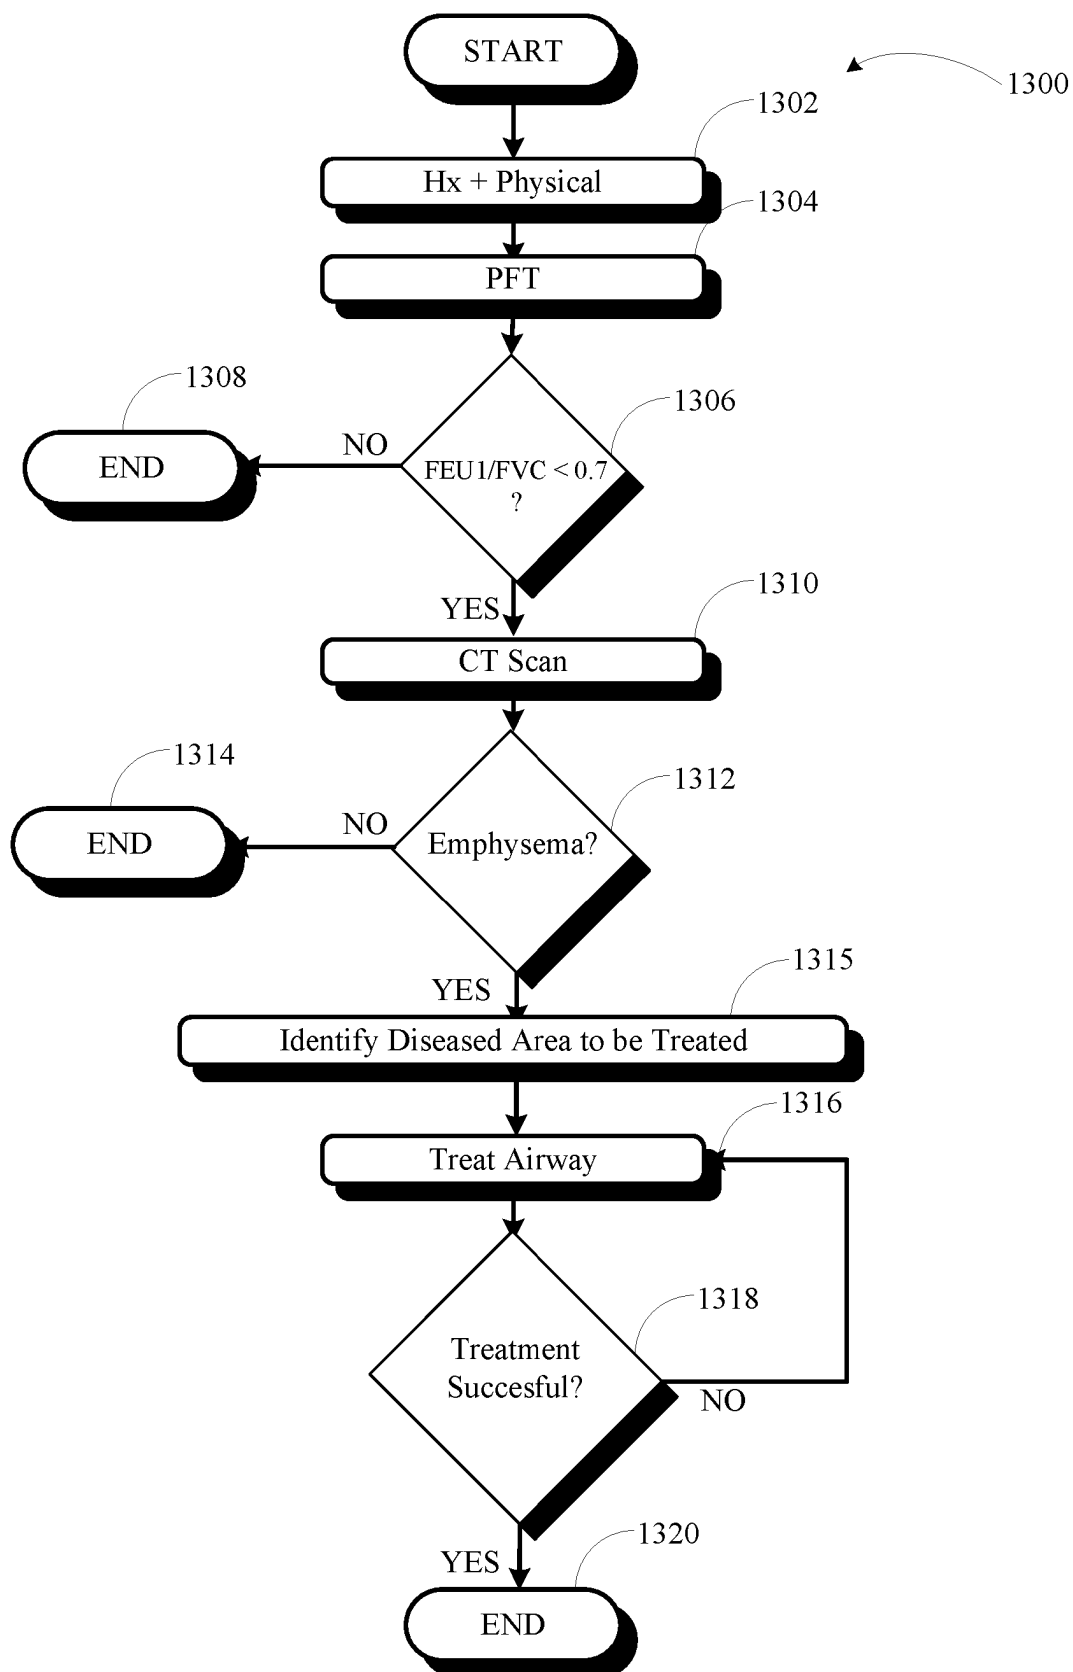 START
1300
1302
Hx + Physical
1304
PFT
1308
1306
END
NO
FEU1/FVC < 0.7
?
YES
1310
CT Scan
1314
1312
END
NO
Emphysema?
YES
1315
Identify Diseased Area to be Treated
1316
Treat Airway
1318
Treatment
Succesful?
NO
YES
1320
END